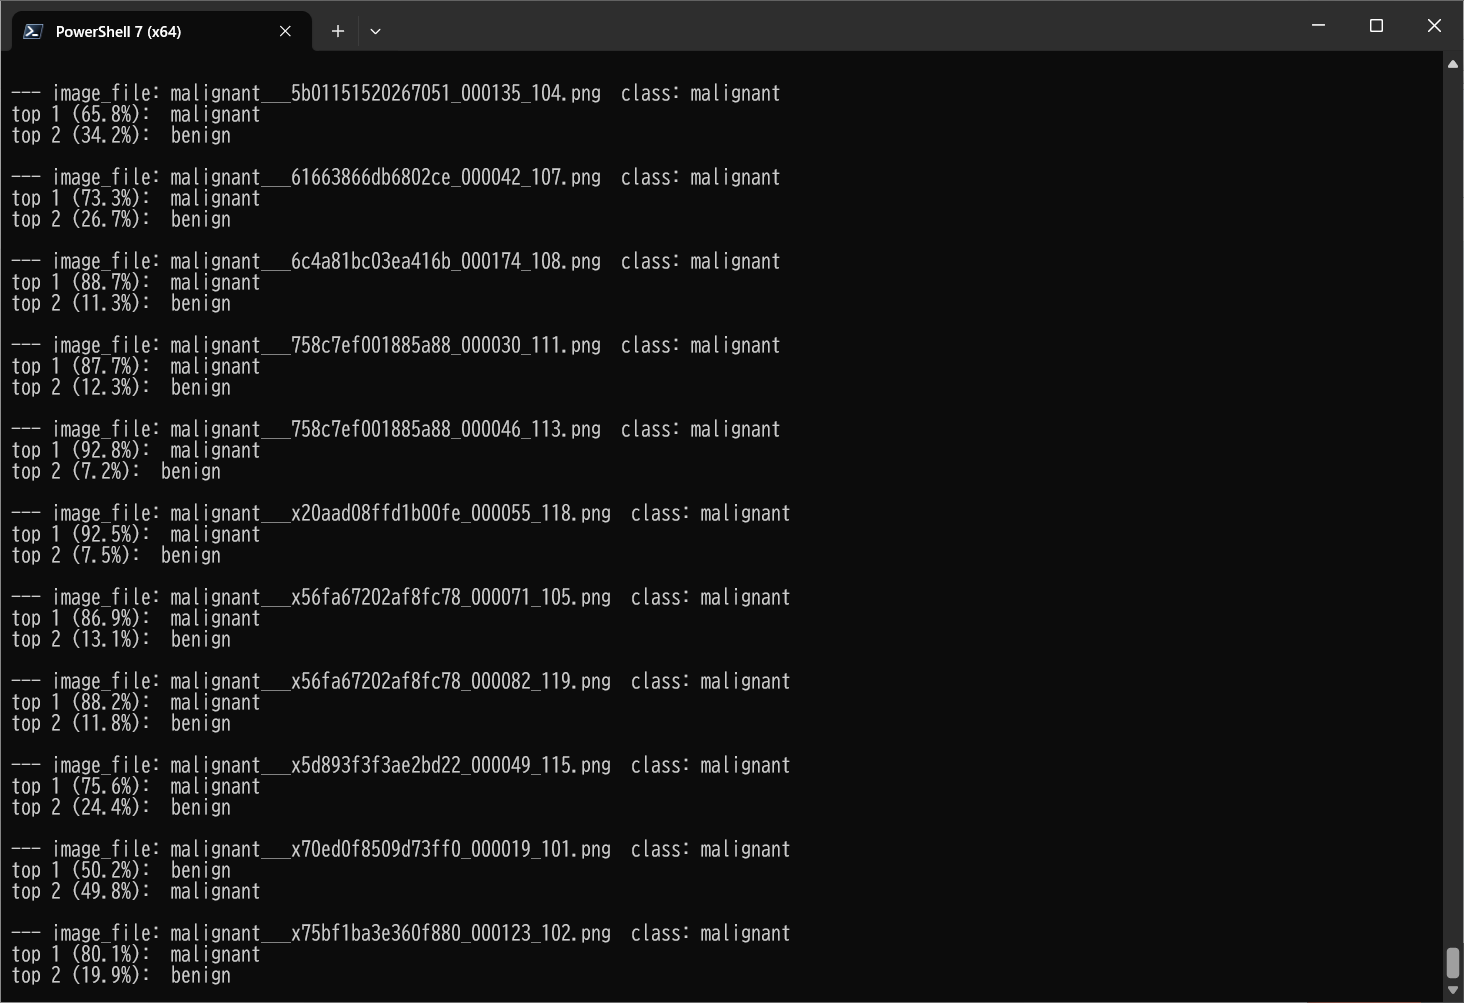 PowerShell 7 (x64)
--- image_file: malignant___5b01151520267051_000135_104.png  class: malignant
top 1 (65.8%):  malignant
top 2 (34.2%):  benign
--- image_file: malignant___61663866db6802ce_000042_107.png  class: malignant
top 1 (73.3%):  malignant
top 2 (26.7%):  benign
--- image_file: malignant___6c4a81bc03ea416b_000174_108.png  class: malignant
top 1 (88.7%):  malignant
top 2 (11.3%):  benign
--- image_file: malignant___758c7ef001885a88_000030_111.png  class: malignant
top 1 (87.7%):  malignant
top 2 (12.3%):  benign
--- image_file: malignant___758c7ef001885a88_000046_113.png  class: malignant
top 1 (92.8%):  malignant
top 2 (7.2%):  benign
--- image_file: malignant___x20aad08ffd1b00fe_000055_118.png  class: malignant
top 1 (92.5%):  malignant
top 2 (7.5%):  benign
--- image_file: malignant___x56fa67202af8fc78_000071_105.png  class: malignant
top 1 (86.9%):  malignant
top 2 (13.1%):  benign
--- image_file: malignant___x56fa67202af8fc78_000082_119.png  class: malignant
top 1 (88.2%):  malignant
top 2 (11.8%):  benign
--- image_file: malignant___x5d893f3f3ae2bd22_000049_115.png  class: malignant
top 1 (75.6%):  malignant
top 2 (24.4%):  benign
--- image_file: malignant___x70ed0f8509d73ff0_000019_101.png  class: malignant
top 1 (50.2%):  benign
top 2 (49.8%):  malignant
--- image_file: malignant___x75bf1ba3e360f880_000123_102.png  class: malignant
top 1 (80.1%):  malignant
top 2 (19.9%):  benign